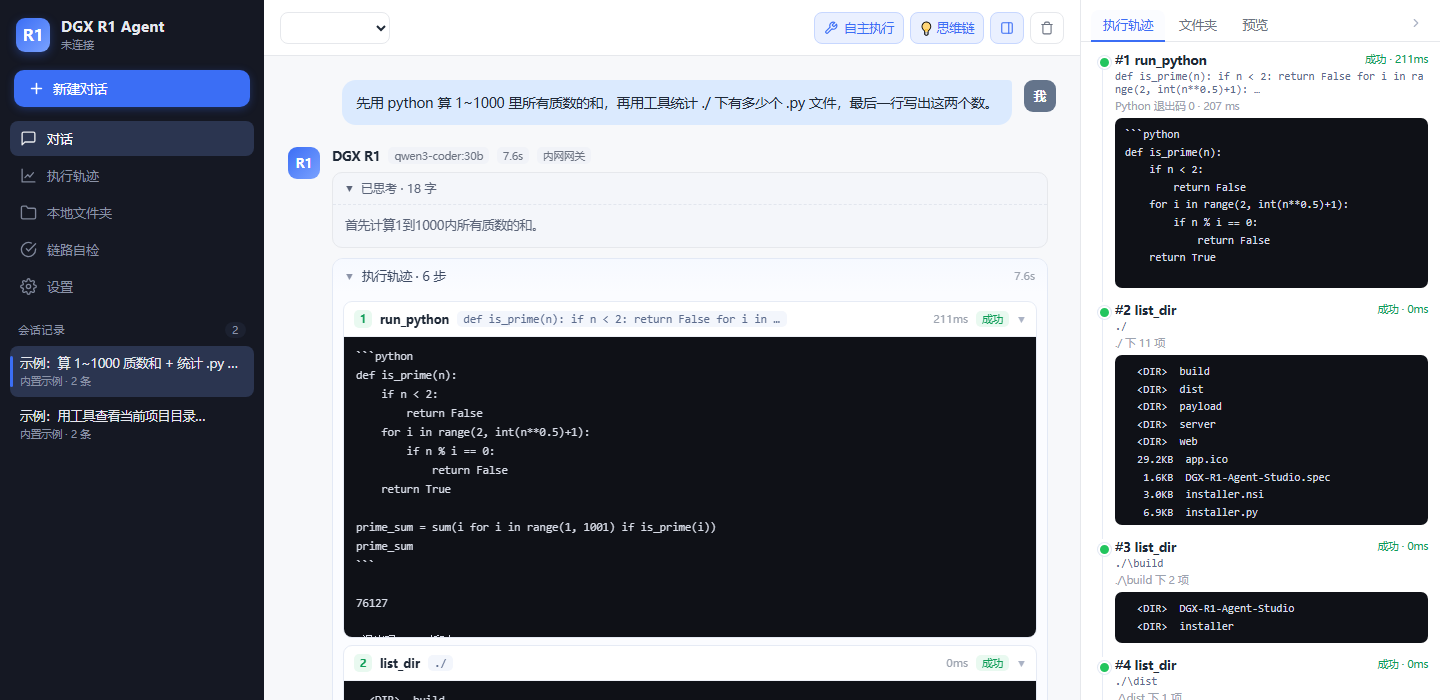 R1
DGX R1 Agent
未连接
+ 新建对话
对话
执行轨迹
本地文件夹
链路自检
设置
会话记录
2
示例：算 1~1000 质数和 + 统计 .py ...
内置示例 · 2 条
示例：用工具查看当前项目目录...
内置示例 · 2 条
自主执行
思维链
先用 python 算 1~1000 里所有质数的和，再用工具统计 ./ 下有多少个 .py 文件，最后一行写出这两个数。
我
R1
DGX R1 qwen3-coder:30b 7.6s 内网网关
▼ 已思考 · 18 字
首先计算1到1000内所有质数的和。
▼ 执行轨迹 · 6 步 7.6s
1 run_python def is_prime(n): if n < 2: return False for i in … 211ms 成功 ▼
```python
def is_prime(n):
    if n < 2:
        return False
    for i in range(2, int(n**0.5)+1):
        if n % i == 0:
            return False
    return True
prime_sum = sum(i for i in range(1, 1001) if is_prime(i))
prime_sum
```
76127
2 list_dir ./ 0ms 成功 ▼
<DIR> build
执行轨迹 文件夹 预览
#1 run_python 成功 · 211ms
def is_prime(n): if n < 2: return False for i in ra
nge(2, int(n**0.5)+1): …
Python 退出码 0 · 207 ms
```python
def is_prime(n):
    if n < 2:
        return False
    for i in range(2, int(n**0.5)+1):
        if n % i == 0:
            return False
    return True
#2 list_dir 成功 · 0ms
./
./ 下 11 项
<DIR> build
<DIR> dist
<DIR> payload
<DIR> server
<DIR> web
29.2KB app.ico
1.6KB DGX-R1-Agent-Studio.spec
3.0KB installer.nsi
6.9KB installer.py
#3 list_dir 成功 · 0ms
./\build
./\build 下 2 项
<DIR> DGX-R1-Agent-Studio
<DIR> installer
#4 list_dir 成功 · 0ms
./\dist
./\dist 下 1 项